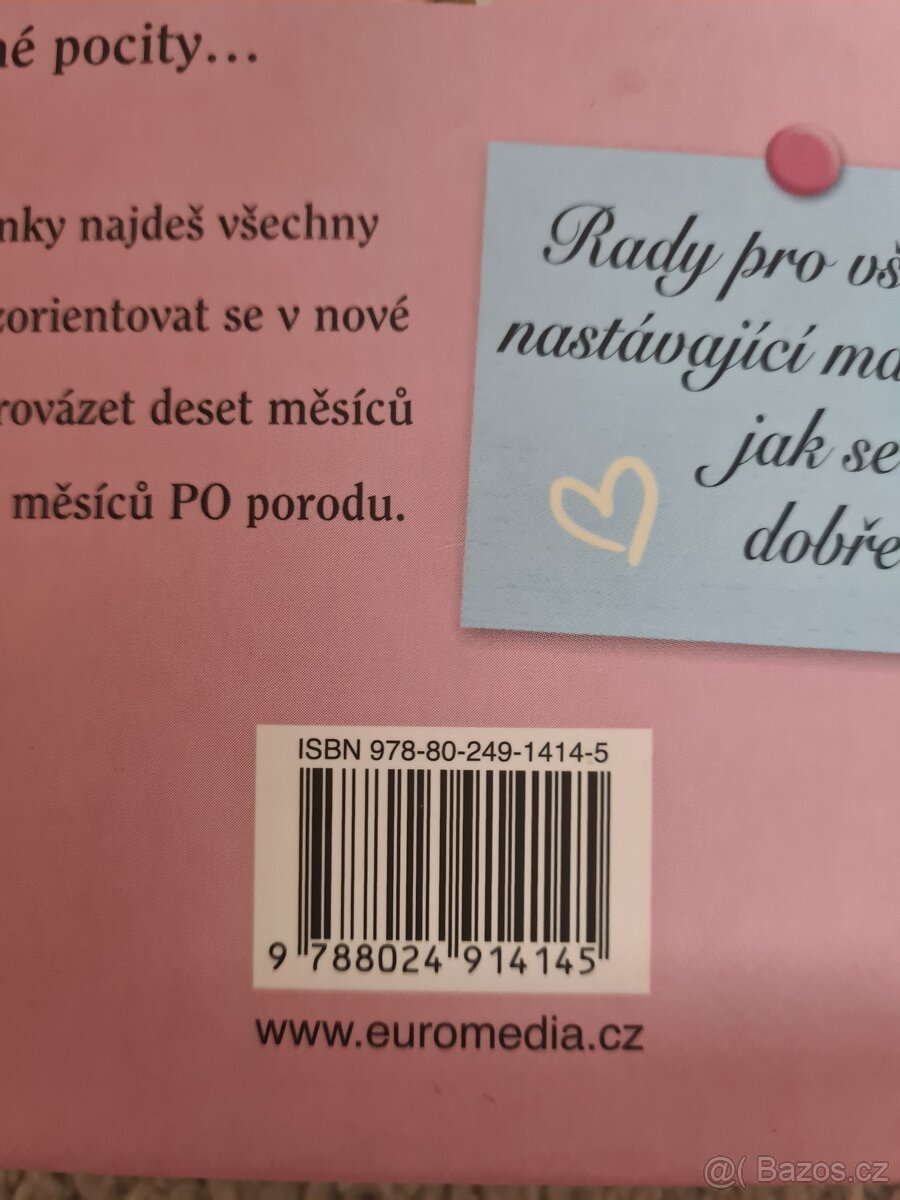 né pocity...
nky najdeš všechny
zorientovat se v nové
rovázet deset měsíců
měsíců PO porodu.
Rady pro vš
nastávající ma
jak se
dobře
ISBN 978-80-249-1414-5
9 788024 914145
www.euromedia.cz
@( Bazos.cz